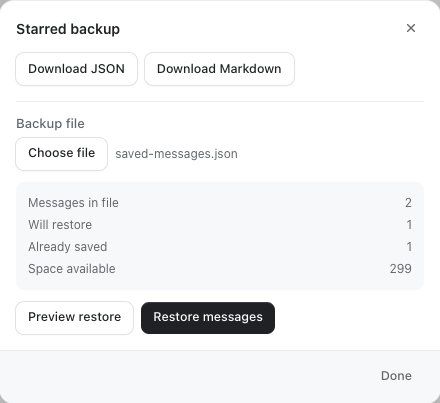 Starred backup
Download JSON Download Markdown
Backup file
Choose file saved-messages.json
Messages in file 2
Will restore 1
Already saved 1
Space available 299
Preview restore Restore messages
Done